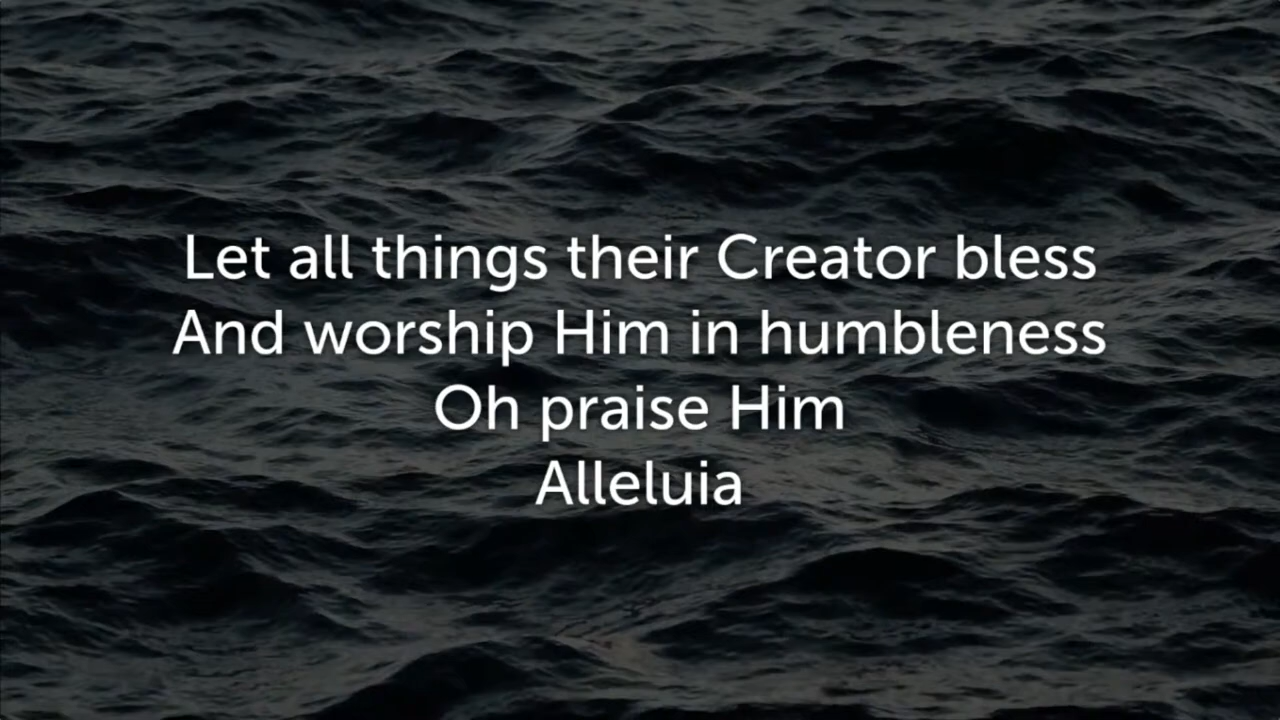 Let all things their Creator bless
And worship Him in humbleness
Oh praise Him
Alleluia